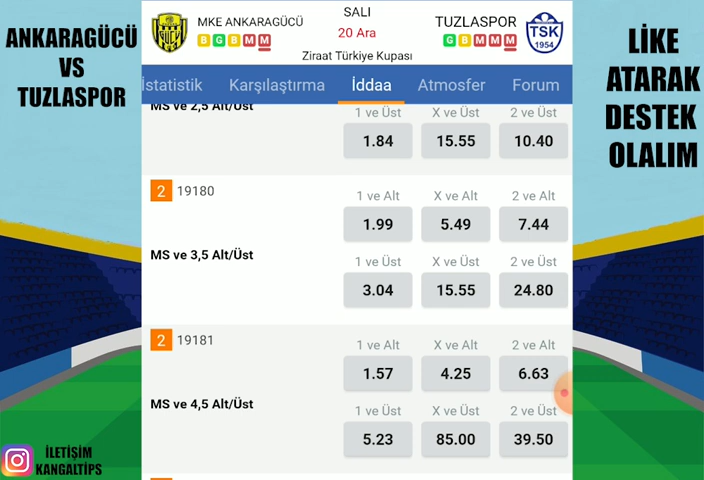 ANKARAGÜCÜ
VS
TUZLASPOR
MKE ANKARAGÜCÜ
B G B M M
SALI
20 Ara
Ziraat Türkiye Kupası
TUZLASPOR
G B M M M
TSK
1954
LİKE
ATARAK
DESTEK
OLALIM
İstatistik Karşılaştırma İddaa Atmosfer Forum
MS ve 2,5 Alt/Üst
1 ve Üst X ve Üst 2 ve Üst
1.84 15.55 10.40
2 19180
1 ve Alt X ve Alt 2 ve Alt
1.99 5.49 7.44
MS ve 3,5 Alt/Üst
1 ve Üst X ve Üst 2 ve Üst
3.04 15.55 24.80
2 19181
1 ve Alt X ve Alt 2 ve Alt
1.57 4.25 6.63
MS ve 4,5 Alt/Üst
1 ve Üst X ve Üst 2 ve Üst
5.23 85.00 39.50
İLETİŞİM
KANGALTİPS